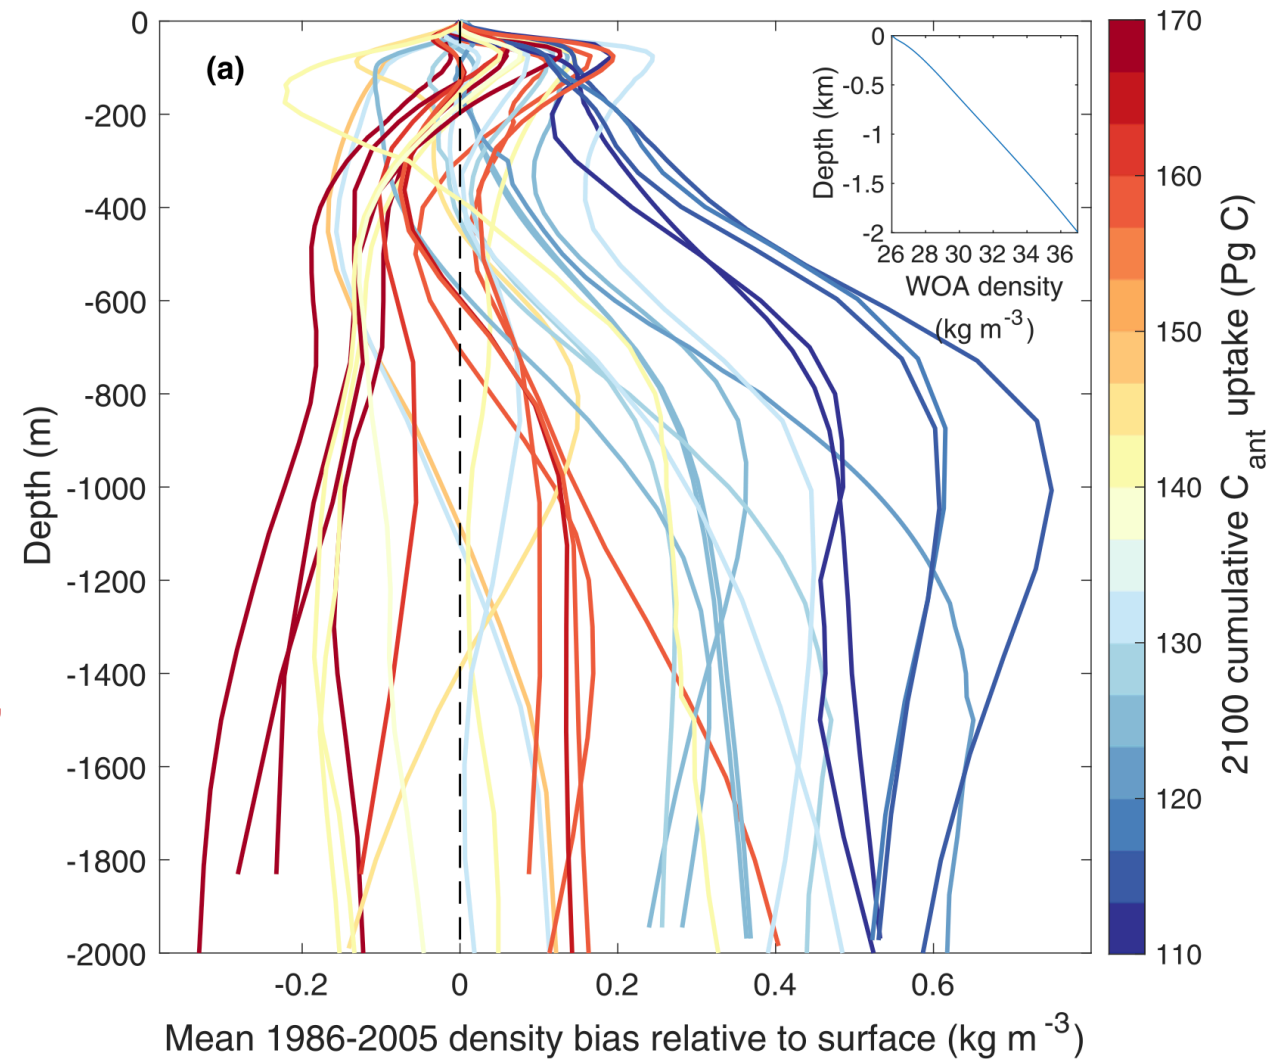 (a)
0
-200
-400
-600
-800
-1000
-1200
-1400
-1600
-1800
-2000
Depth (m)
-0.2 0 0.2 0.4 0.6
Mean 1986-2005 density bias relative to surface (kg m-3)
0
-0.5
-1
-1.5
-2
Depth (km)
26 28 30 32 34 36
WOA density
(kg m-3)
170
160
150
140
130
120
110
2100 cumulative Cant uptake (Pg C)